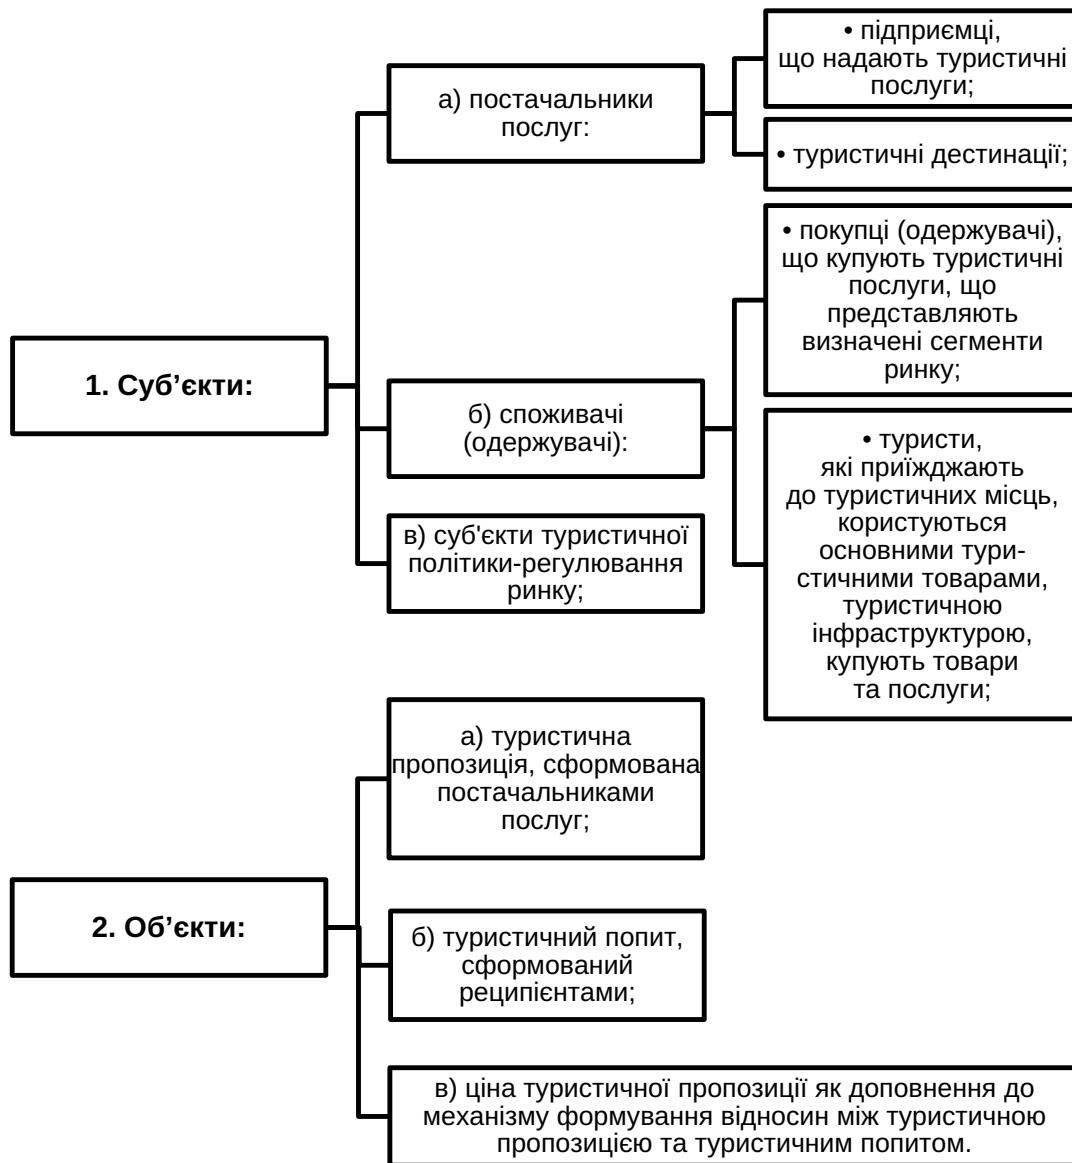 1. Суб’єкти:
а) постачальники
послуг:
• підприємці,
що надають туристичні
послуги;
• туристичні дестинації;
б) споживачі
(одержувачі):
• покупці (одержувачі),
що купують туристичні
послуги, що
представляють
визначені сегменти
ринку;
• туристи,
які приїжджають
до туристичних місць,
користуються
основними тури-
стичними товарами,
туристичною
інфраструктурою,
купують товари
та послуги;
в) суб'єкти туристичної
політики-регулювання
ринку;
2. Об’єкти:
а) туристична
пропозиція, сформована
постачальниками
послуг;
б) туристичний попит,
сформований
реципієнтами;
в) ціна туристичної пропозиції як доповнення до
механізму формування відносин між туристичною
пропозицією та туристичним попитом.